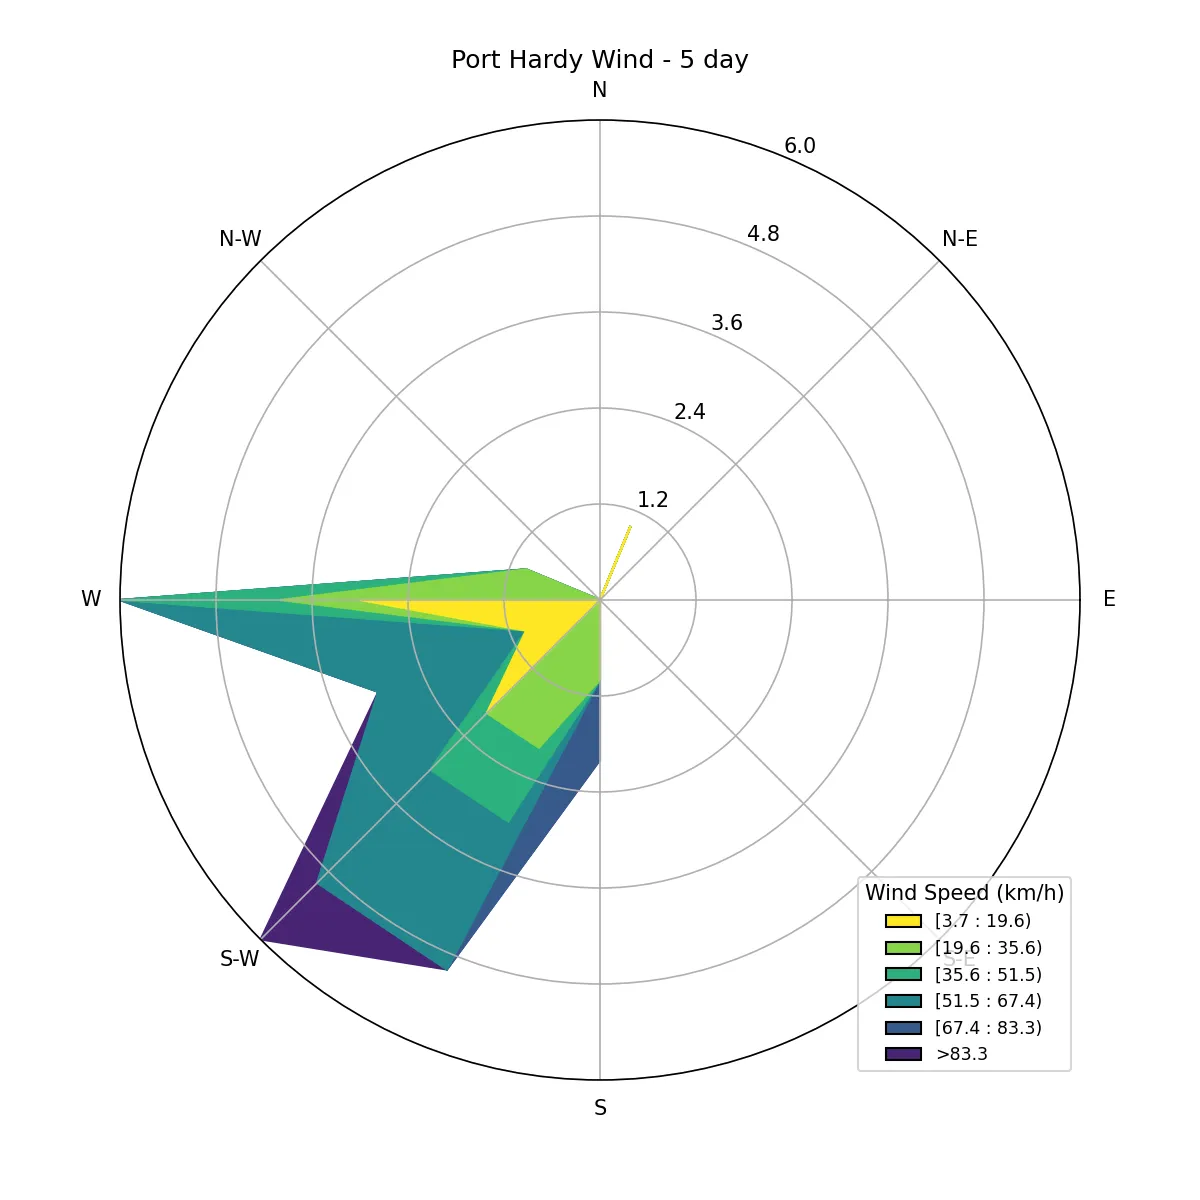 Port Hardy Wind - 5 day
N
6.0
N-W
N-E
4.8
3.6
2.4
1.2
W
E
Wind Speed (km/h)
[3.7 : 19.6)
[19.6 : 35.6)
[35.6 : 51.5)
[51.5 : 67.4)
[67.4 : 83.3)
>83.3
S-W
S-E
S